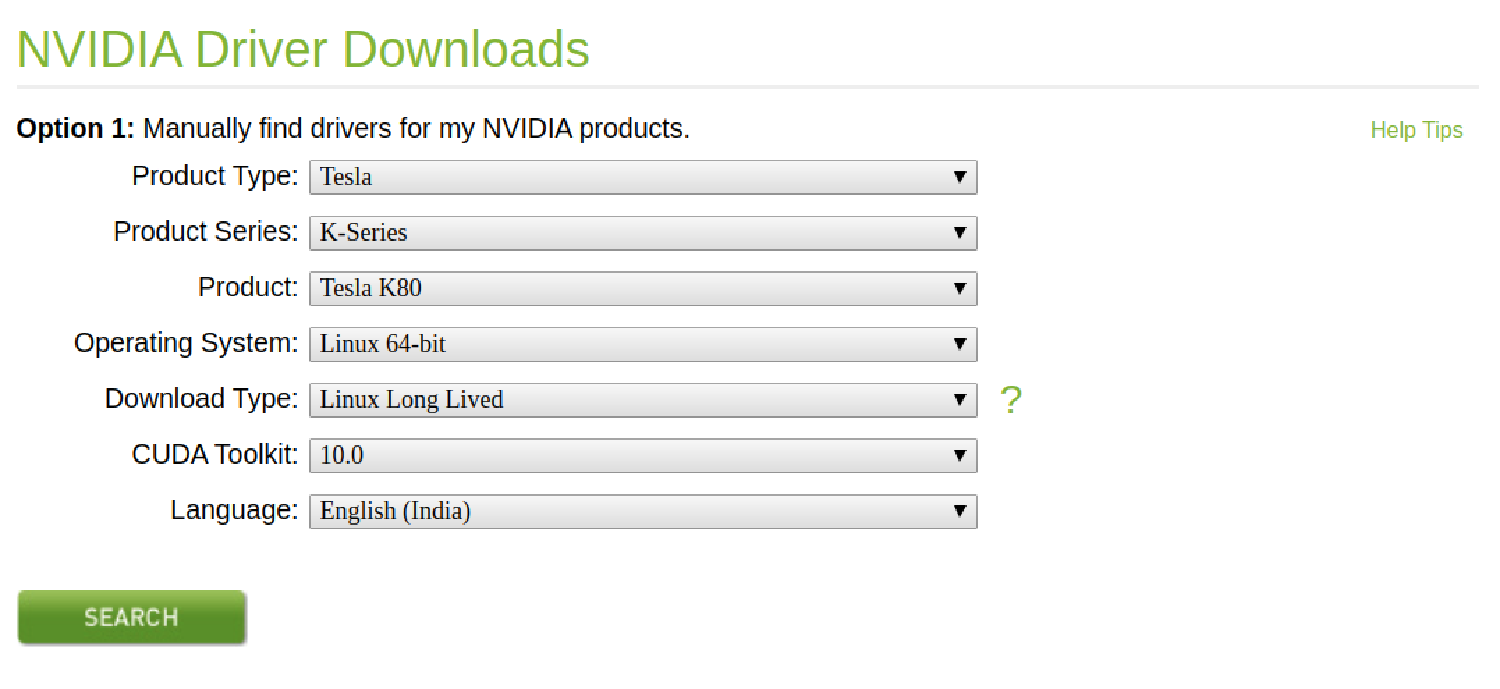 NVIDIA Driver Downloads
Option 1: Manually find drivers for my NVIDIA products. Help Tips
Product Type: Tesla
Product Series: K-Series
Product: Tesla K80
Operating System: Linux 64-bit
Download Type: Linux Long Lived ?
CUDA Toolkit: 10.0
Language: English (India)
SEARCH